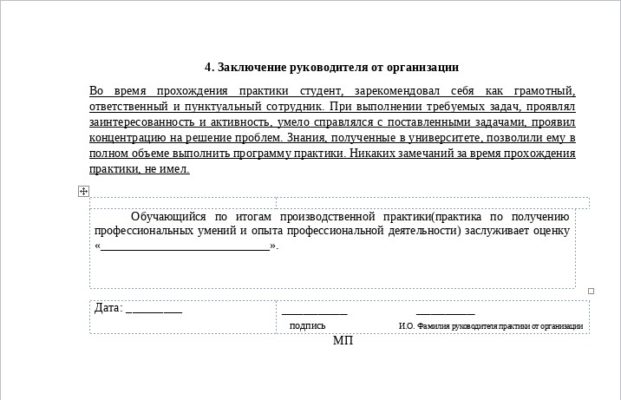 4. Заключение руководителя от организации
Во время прохождения практики студент, зарекомендовал себя как грамотный,
ответственный и пунктуальный сотрудник. При выполнении требуемых задач, проявлял
заинтересованность и активность, умело справлялся с поставленными задачами, проявил
концентрацию на решение проблем. Знания, полученные в университете, позволили ему в
полном объеме выполнить программу практики. Никаких замечаний за время прохождения
практики, не имел.
Обучающийся по итогам производственной практики(практика по получению
профессиональных умений и опыта профессиональной деятельности) заслуживает оценку
«____________________________».
Дата: _________ ___________ __________
подпись И.О. Фамилия руководителя практики от организации
МП